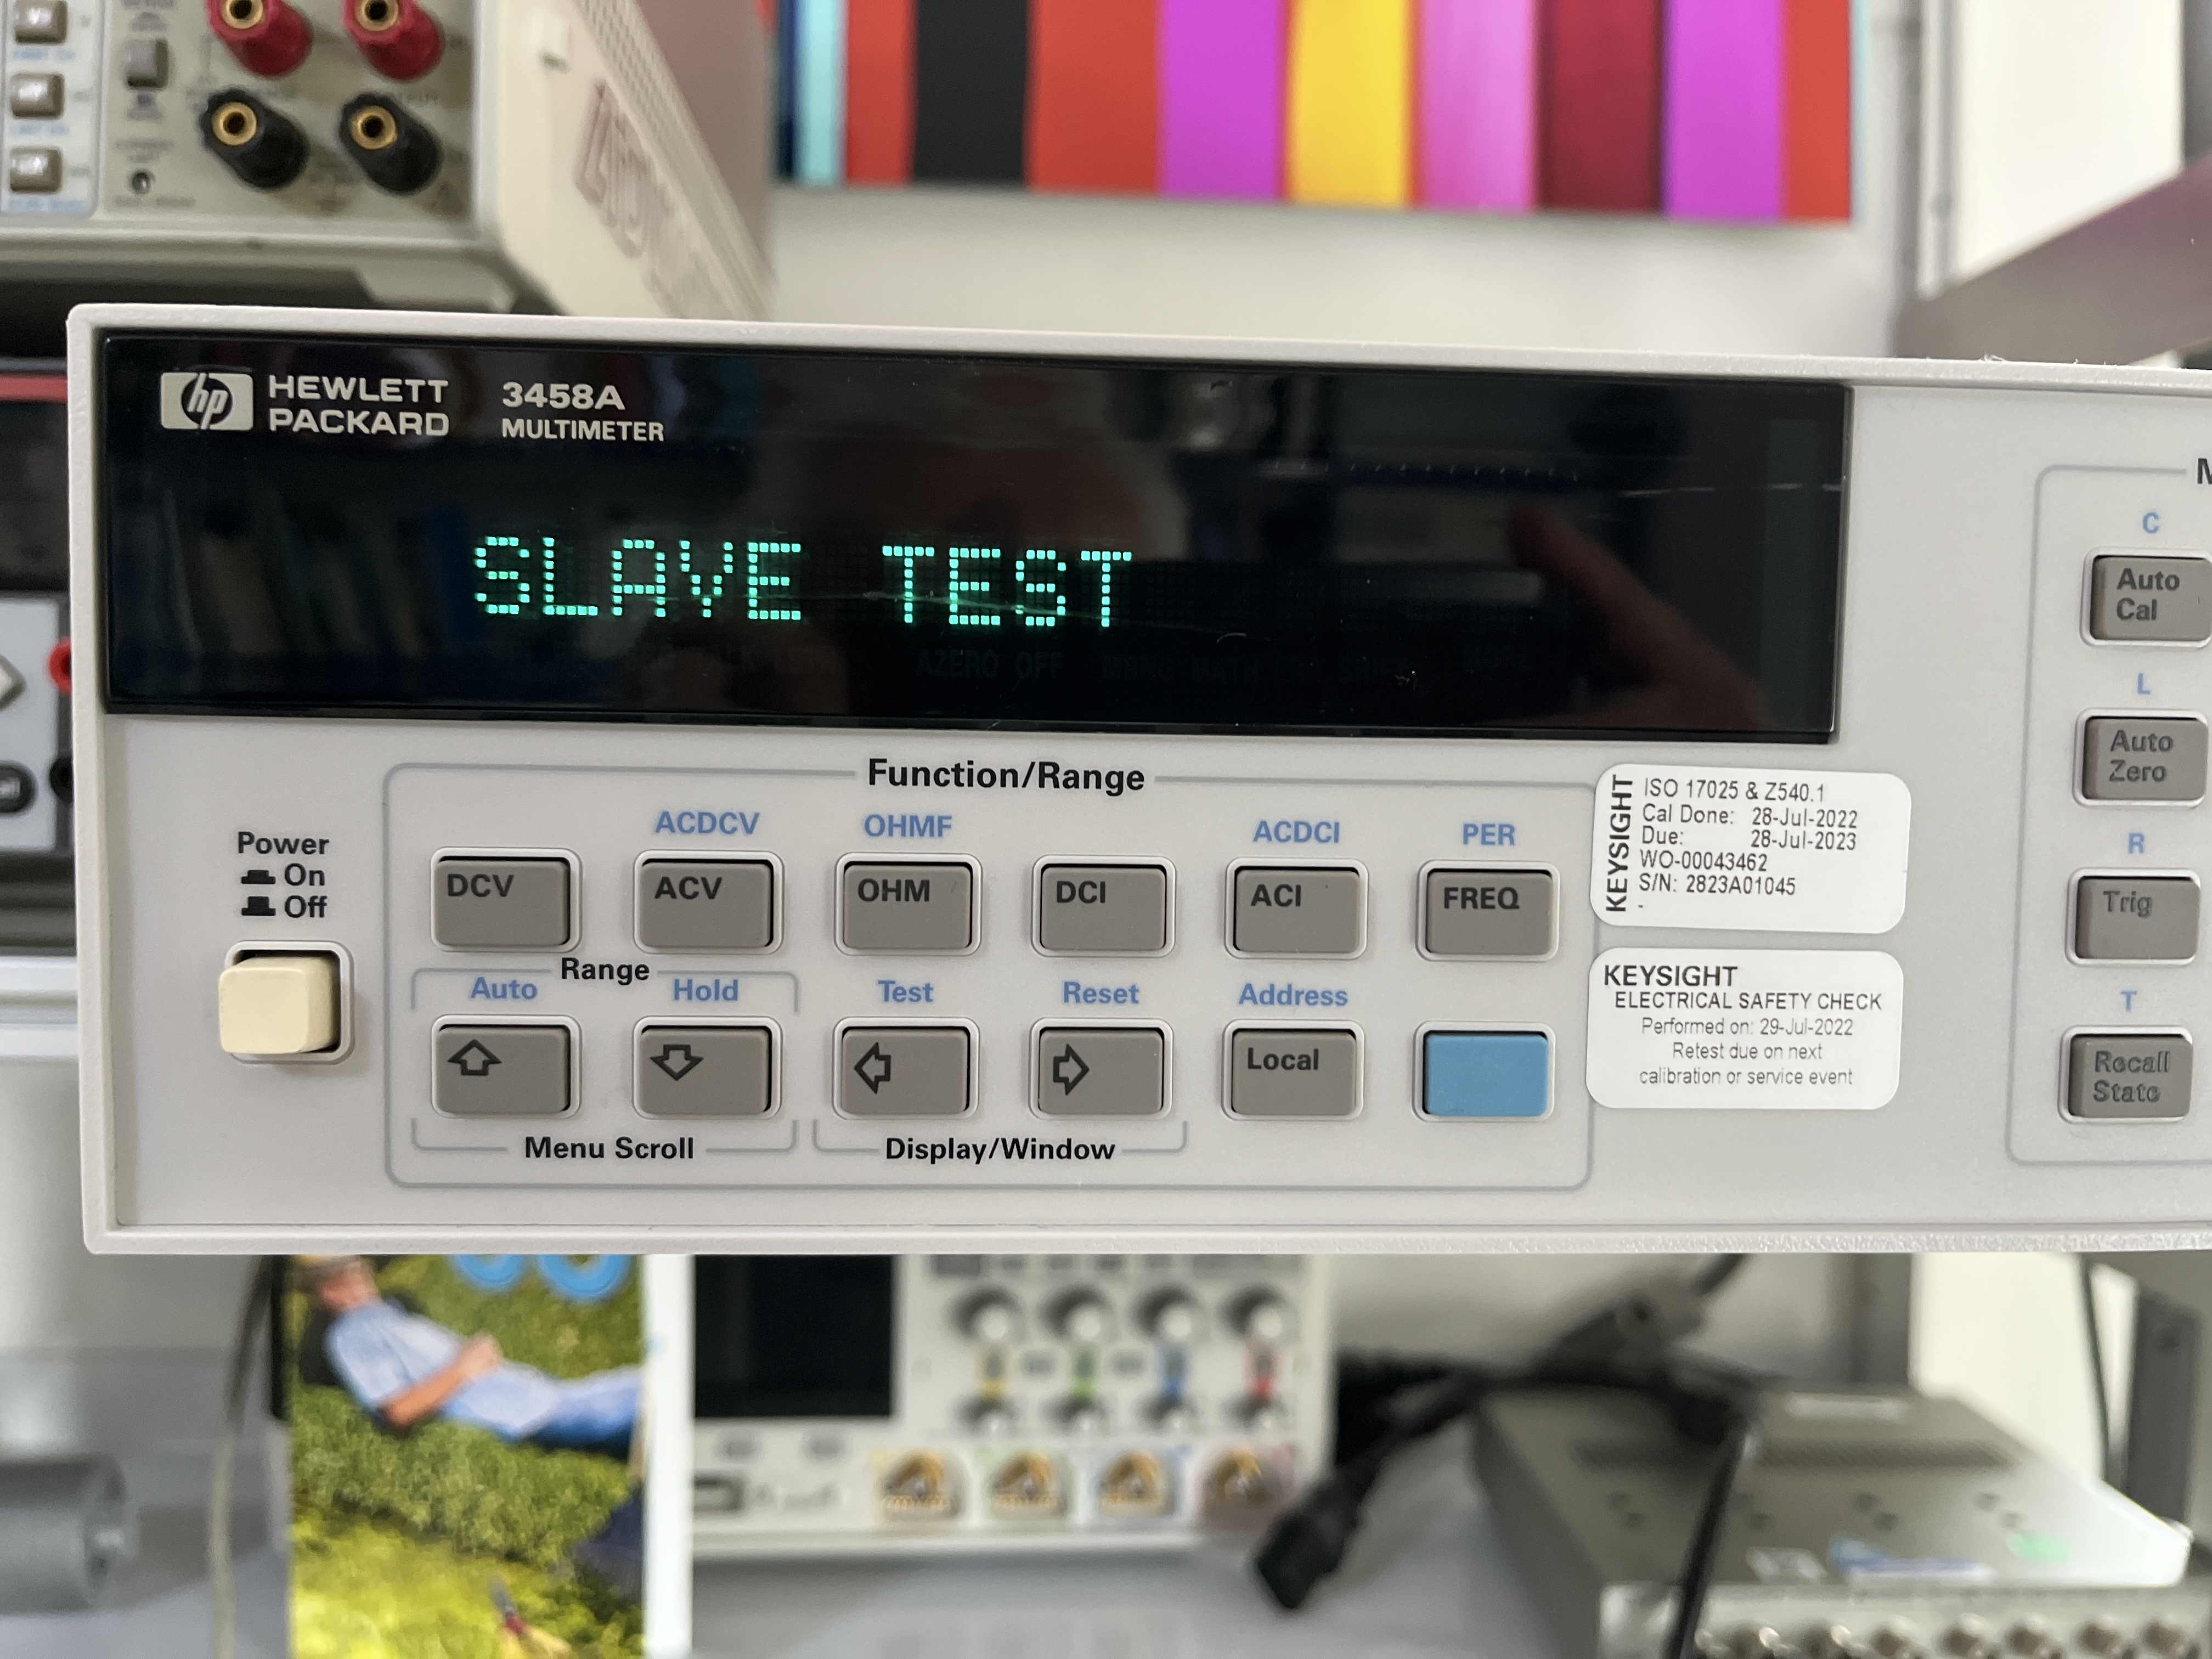 hp HEWLETT
PACKARD
3458A
MULTIMETER
SLAVE TEST
AZERO OFF MATH
Function/Range
Power
On
Off
ACDCV OHMF ACDCI PER
DCV ACV OHM DCI ACI FREQ
Range
Auto Hold Test Reset Address
Local
Menu Scroll
Display/Window
KEYSIGHT
ISO 17025 & Z540.1
Cal Done: 28-Jul-2022
Due: 28-Jul-2023
WO-00043462
S/N: 2823A01045
-
KEYSIGHT
ELECTRICAL SAFETY CHECK
Performed on: 29-Jul-2022
Retest due on next
calibration or service event
C
Auto
Cal
L
Auto
Zero
R
Trig
T
Recall
State